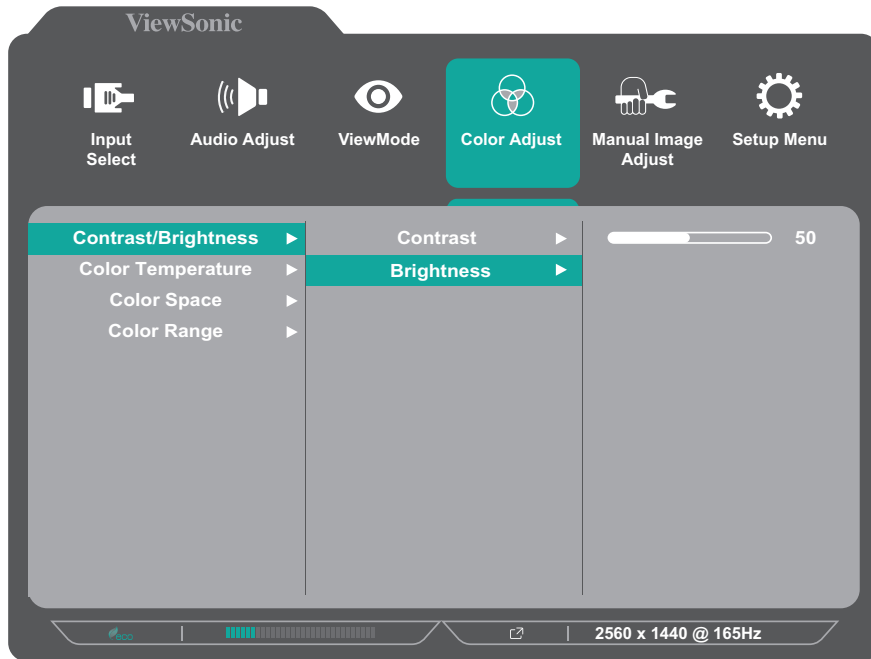 ViewSonic
Input Select
Audio Adjust
ViewMode
Color Adjust
Manual Image Adjust
Setup Menu
Contrast/Brightness
Color Temperature
Color Space
Color Range
Contrast
Brightness
50
eco
2560 x 1440 @ 165Hz